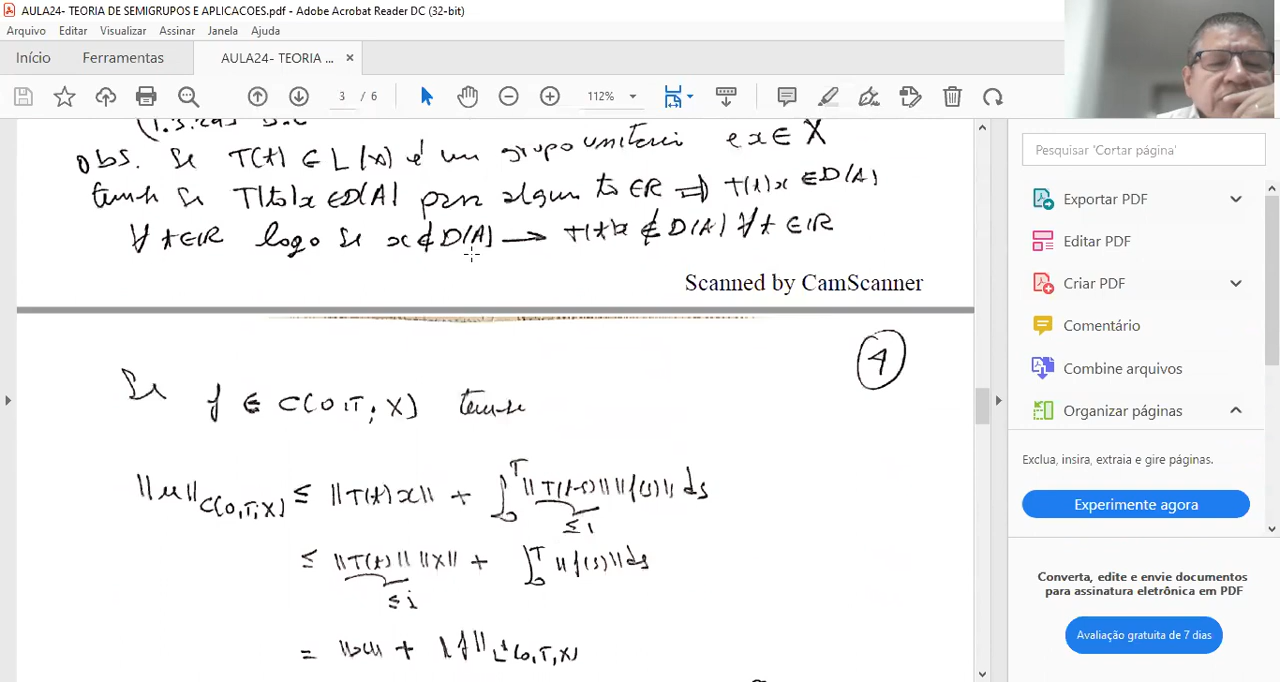 AULA24- TEORIA DE SEMIGRUPOS E APLICACOES.pdf - Adobe Acrobat Reader DC (32-bit)
Arquivo Editar Visualizar Assinar Janela Ajuda
Início Ferramentas AULA24- TEORIA ... ×
3 / 6 112%
obs. Se T(t) ∈ L(x) é um grupo unitario e x ∈ X
tem-se Se T(to)x ∈ D(A) para algum to ∈ R ⇒ T(t)x ∈ D(A)
∀ t ∈ R logo Se x ∉ D(A) → T(t)x ∉ D(A) ∀ t ∈ R
Scanned by CamScanner
4
Se f ∈ C(0,T; X) tem-se
||u||C(0,T,X) ≤ ||T(t)x|| + ∫₀ᵀ ||T(t-s)|| ||f(s)|| ds
≤ 1
≤ ||T(t)|| ||x|| + ∫₀ᵀ ||f(s)|| ds
≤ 1
= ||x|| + ||f||L¹(0,T,X)
Pesquisar 'Cortar página'
Exportar PDF
Editar PDF
Criar PDF
Comentário
Combine arquivos
Organizar páginas
Exclua, insira, extraia e gire páginas.
Experimente agora
Converta, edite e envie documentos
para assinatura eletrônica em PDF
Avaliação gratuita de 7 dias